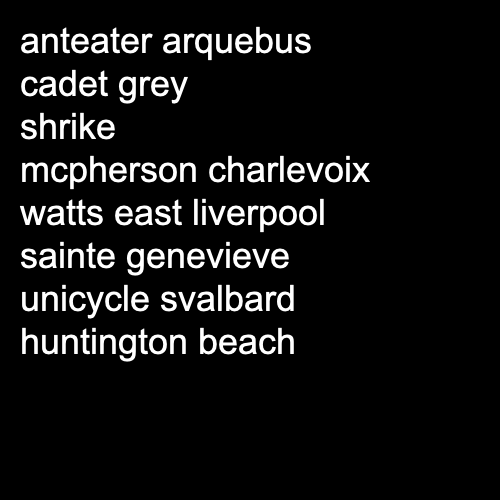 anteater arquebus
cadet grey
shrike
mcpherson charlevoix
watts east liverpool
sainte genevieve
unicycle svalbard
huntington beach